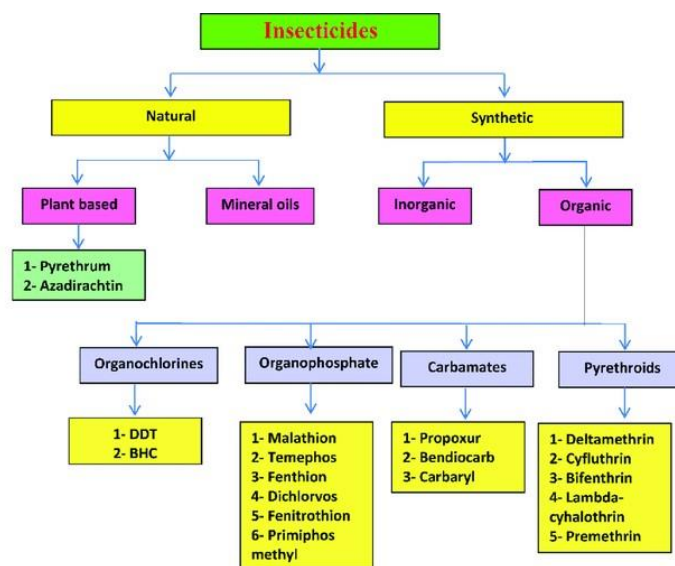 Insecticides
Natural
Synthetic
Plant based
Mineral oils
Inorganic
Organic
1- Pyrethrum
2- Azadirachtin
Organochlorines
Organophosphate
Carbamates
Pyrethroids
1- DDT
2- BHC
1- Malathion
2- Temephos
3- Fenthion
4- Dichlorvos
5- Fenitrothion
6- Primiphos
methyl
1- Propoxur
2- Bendiocarb
3- Carbaryl
1- Deltamethrin
2- Cyfluthrin
3- Bifenthrin
4- Lambda-
cyhalothrin
5- Premethrin